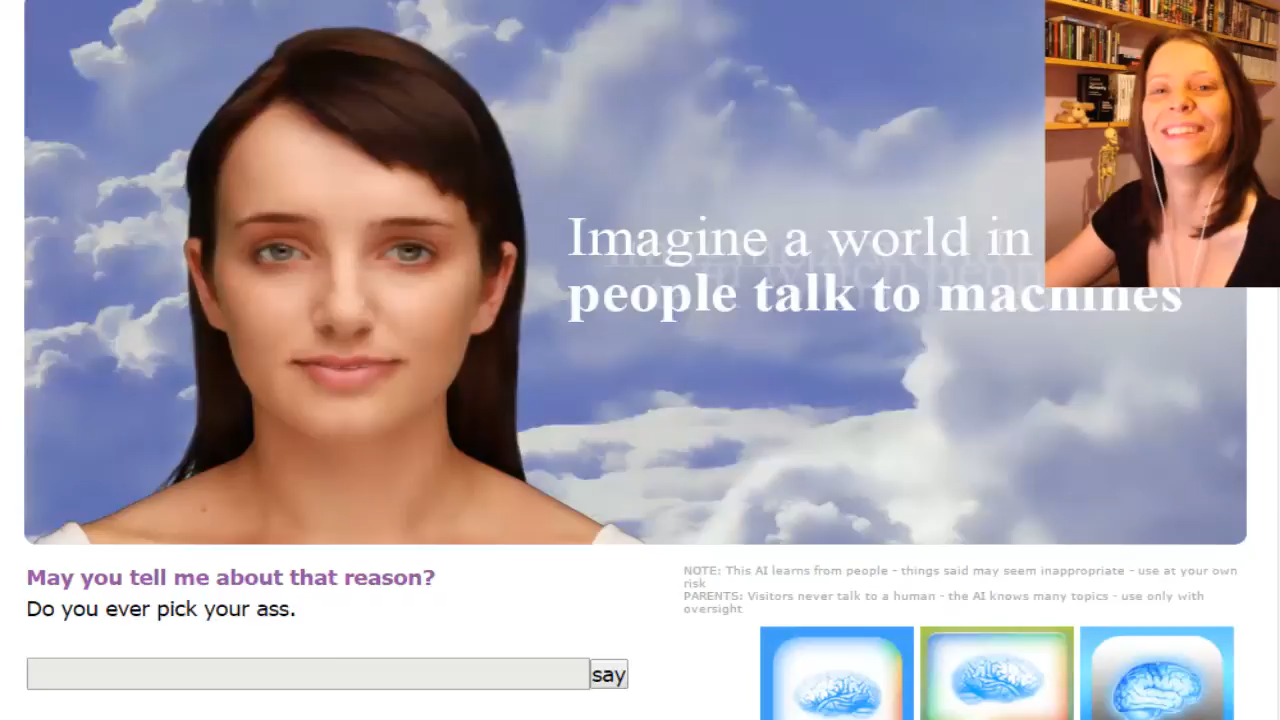 Imagine a world in
people talk to machines
May you tell me about that reason?
Do you ever pick your ass.
say
NOTE: This AI learns from people - things said may seem inappropriate - use at your own
risk
PARENTS: Visitors never talk to a human - the AI knows many topics - use only with
oversight